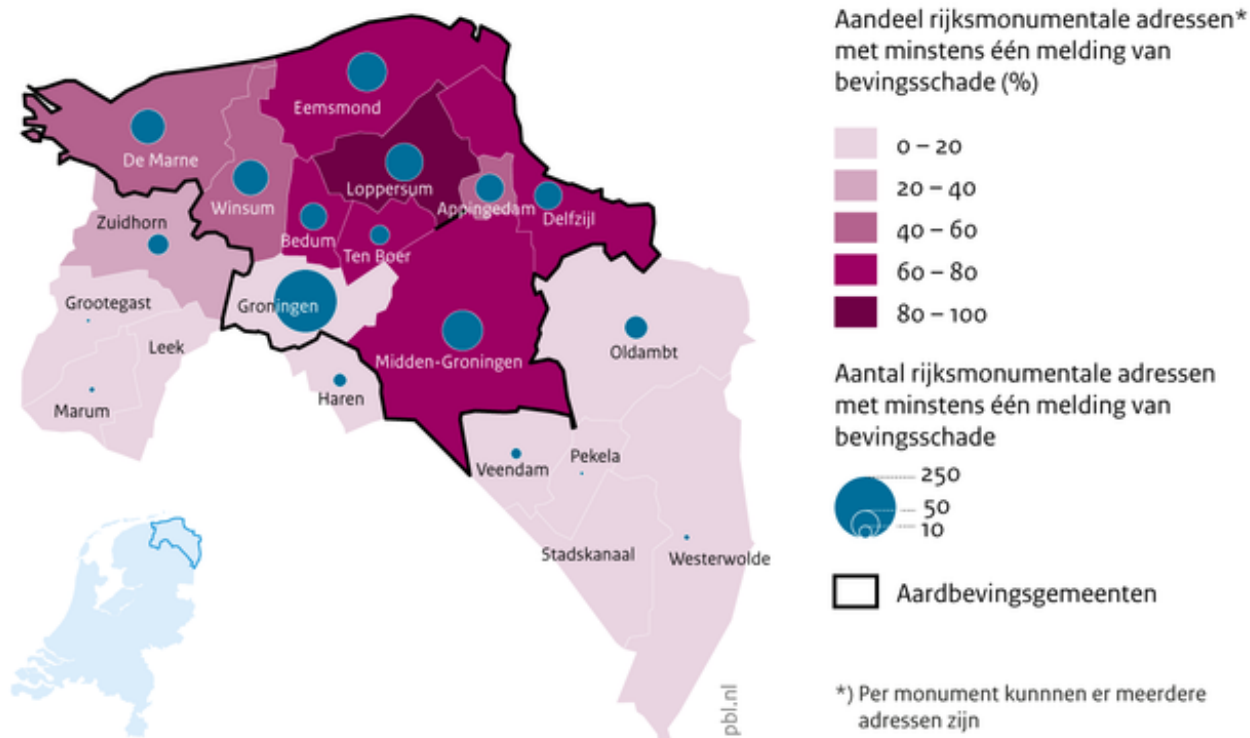 Aandeel rijksmonumentale adressen*
met minstens één melding van
bevingsschade (%)
0 – 20
20 – 40
40 – 60
60 – 80
80 – 100
Aantal rijksmonumentale adressen
met minstens één melding van
bevingsschade
250
50
10
Aardbevingsgemeenten
*) Per monument kunnnen er meerdere
adressen zijn
Eemsmond
De Marne
Loppersum
Winsum
Appingedam
Delfzijl
Zuidhorn
Bedum
Ten Boer
Grootegast
Groningen
Leek
Midden-Groningen
Oldambt
Marum
Haren
Veendam
Pekela
Stadskanaal
Westerwolde
pbl.nl